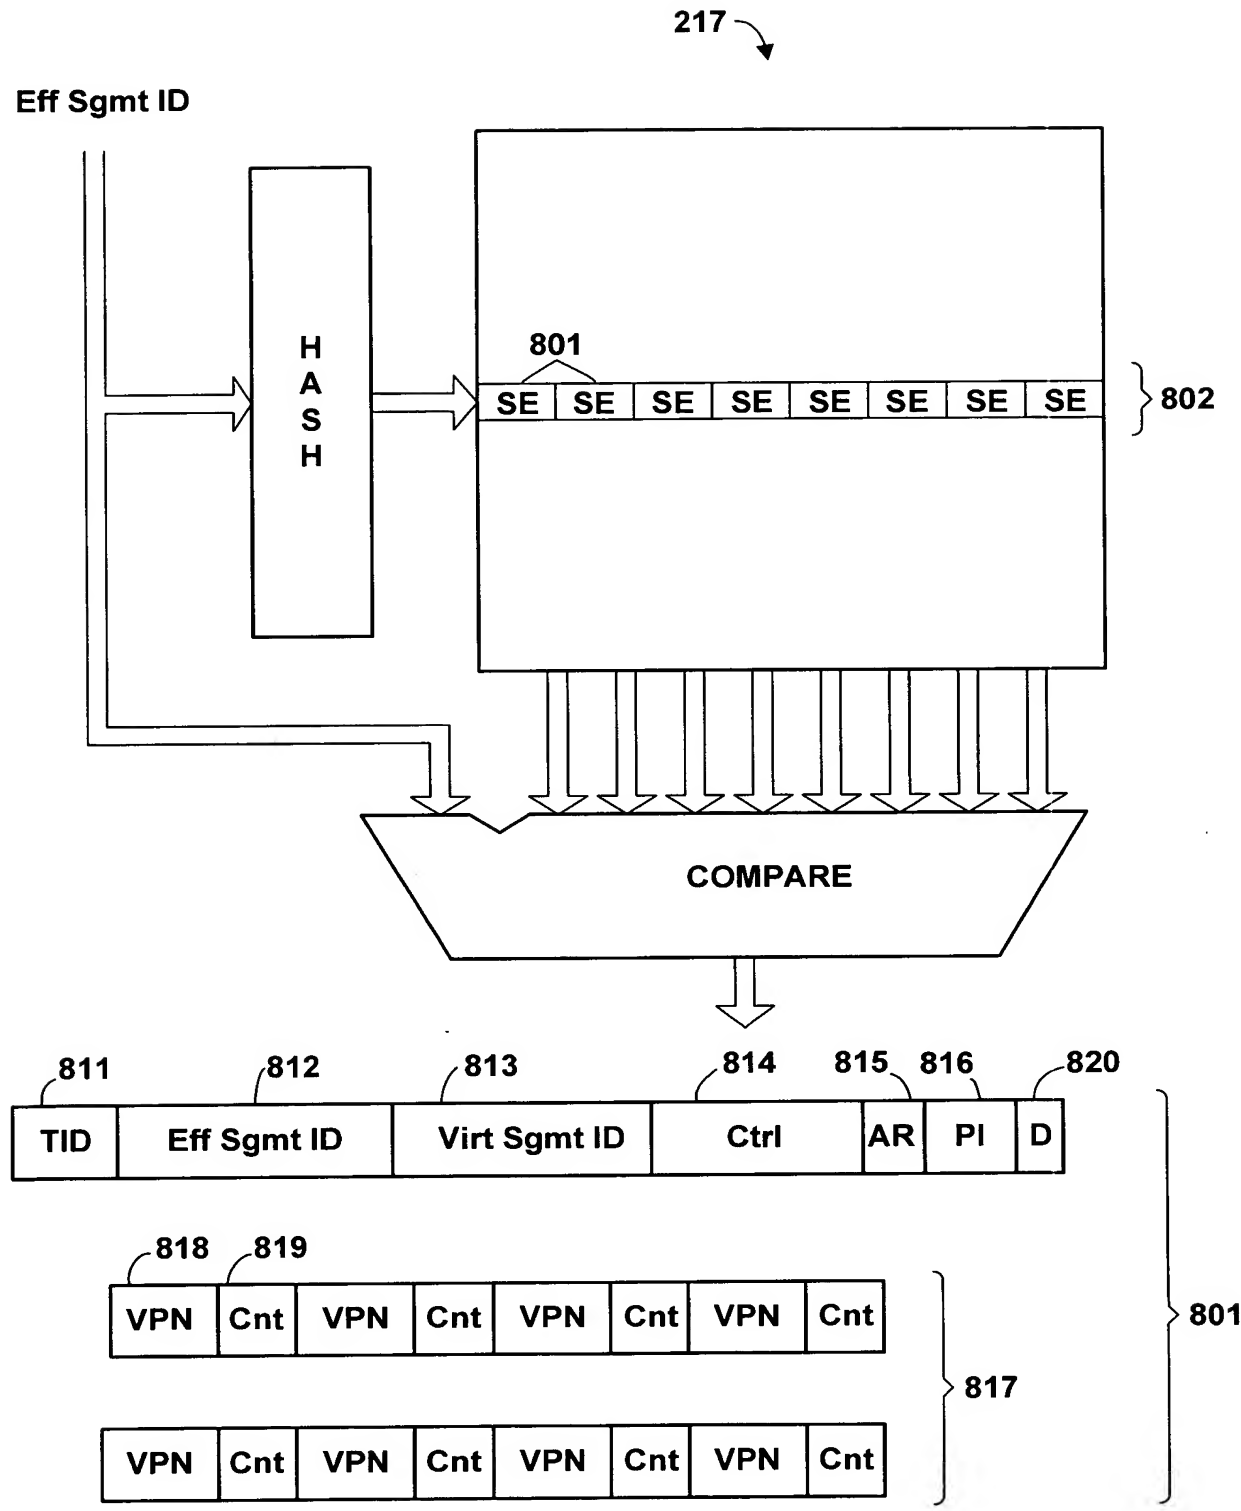 217
Eff Sgmt ID
HASH
801
SE SE SE SE SE SE SE SE
802
COMPARE
811 812 813 814 815 816 820
TID Eff Sgmt ID Virt Sgmt ID Ctrl AR PI D
818 819
VPN Cnt VPN Cnt VPN Cnt VPN Cnt
801
817
VPN Cnt VPN Cnt VPN Cnt VPN Cnt